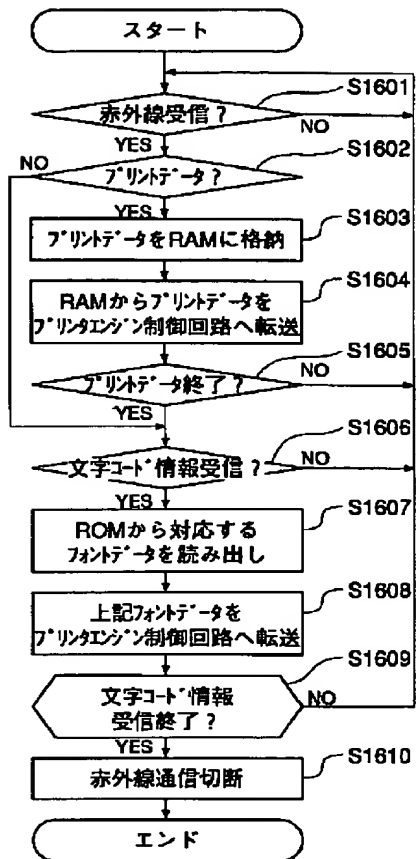 スタート
S1601
赤外線受信?
NO
YES
S1602
NO
プリントデータ?
YES
S1603
プリントデータをRAMに格納
S1604
RAMからプリントデータを
プリンタエンジン制御回路へ転送
S1605
プリントデータ終了?
NO
YES
S1606
文字コード情報受信?
NO
YES
S1607
ROMから対応する
フォントデータを読み出し
S1608
上記フォントデータを
プリンタエンジン制御回路へ転送
S1609
文字コード情報
受信終了?
NO
YES
S1610
赤外線通信切断
エンド